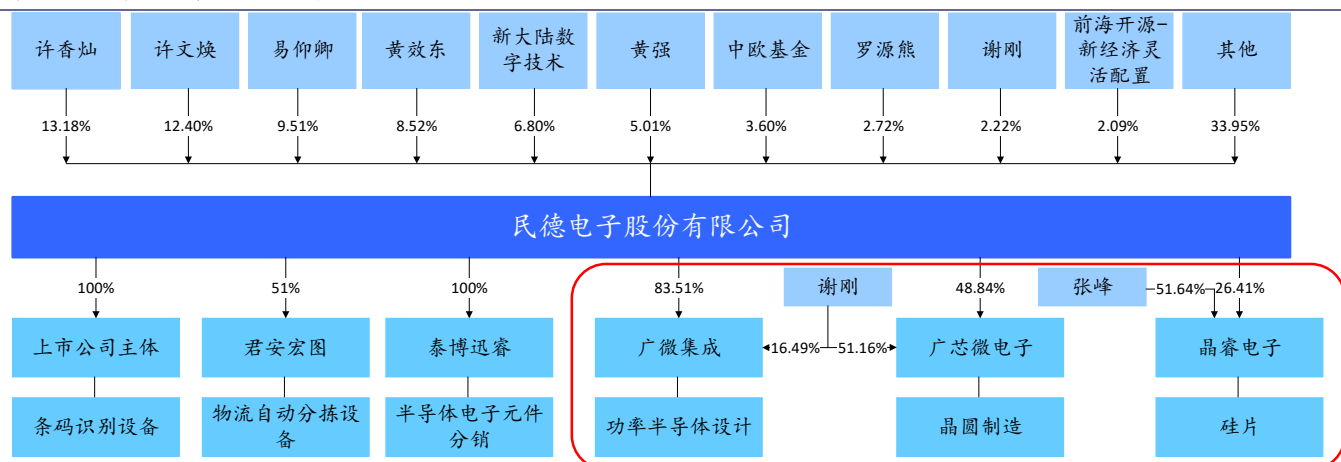 许香灿
许文焕
易仰卿
黄效东
新大陆数
字技术
黄强
中欧基金
罗源熊
谢刚
前海开源-
新经济灵
活配置
其他
13.18%
12.40%
9.51%
8.52%
6.80%
5.01%
3.60%
2.72%
2.22%
2.09%
33.95%
民德电子股份有限公司
100%
51%
100%
83.51%
谢刚
48.84%
张峰
51.64%
26.41%
上市公司主体
君安宏图
泰博迅睿
广微集成
16.49%
51.16%
广芯微电子
晶睿电子
条码识别设备
物流自动分拣设
备
半导体电子元件
分销
功率半导体设计
晶圆制造
硅片